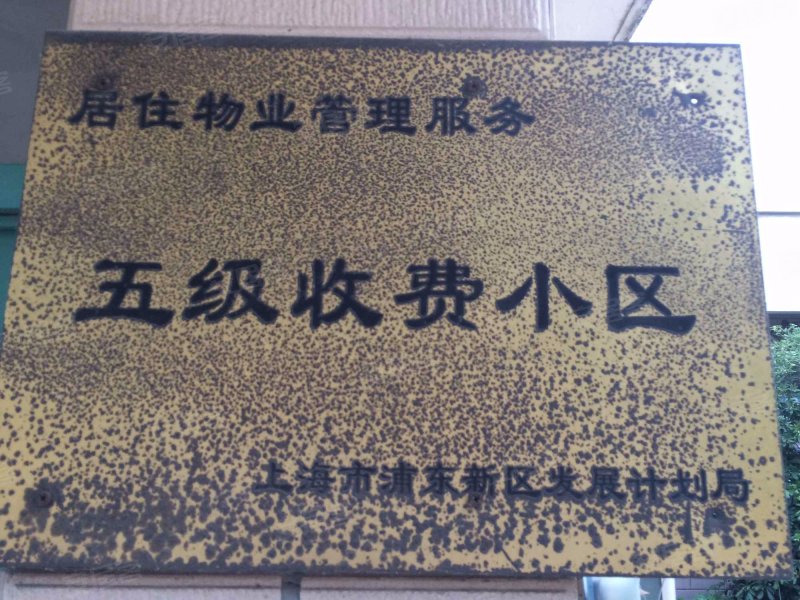 居住物业管理服务
五级收费小区
上海市浦东新区发展计划局